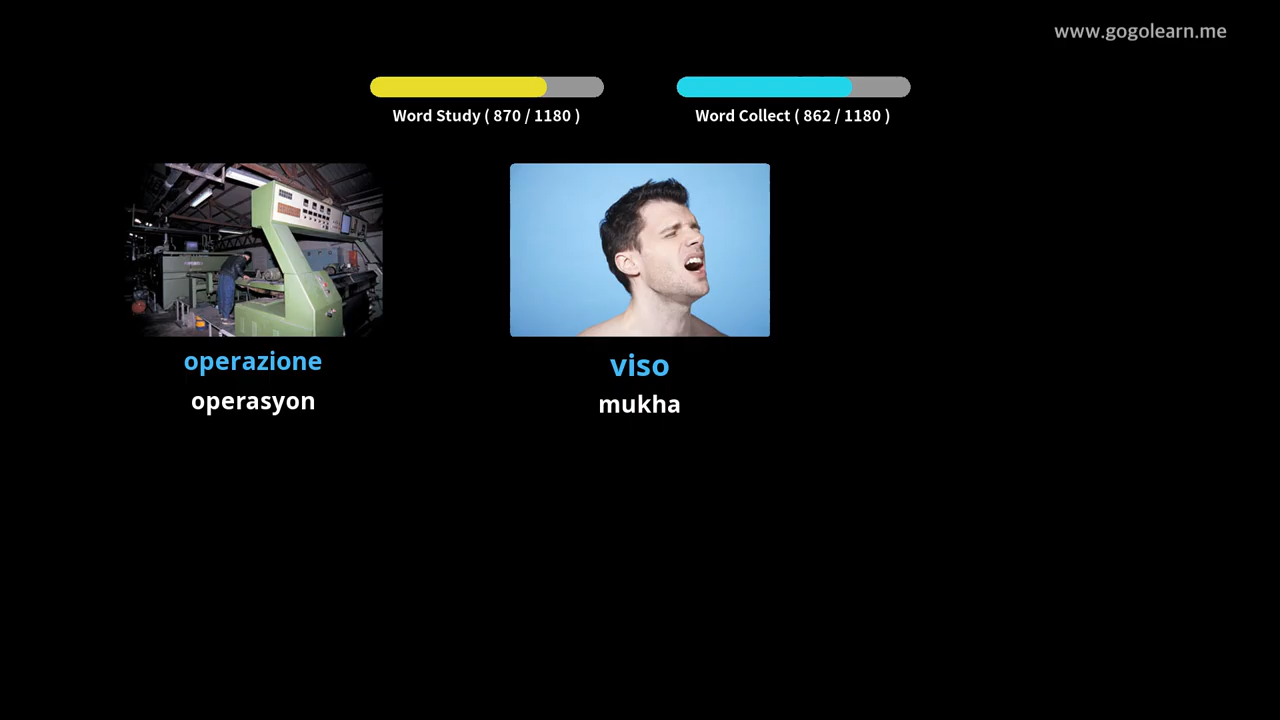 www.gogolearn.me
Word Study ( 870 / 1180 )
Word Collect ( 862 / 1180 )
operazione
operasyon
viso
mukha